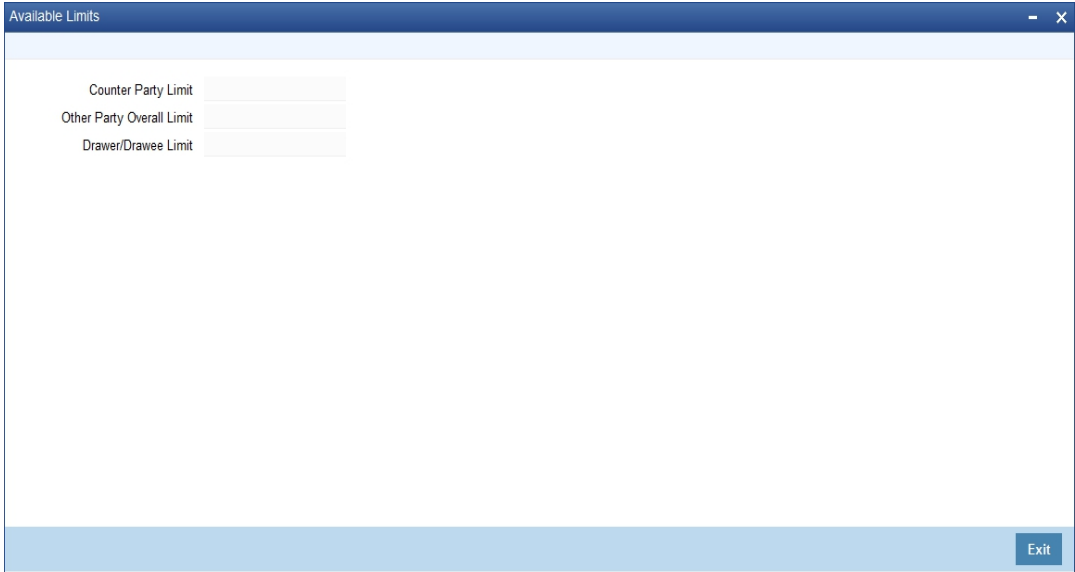 Available Limits
Counter Party Limit
Other Party Overall Limit
Drawer/Drawee Limit
Exit